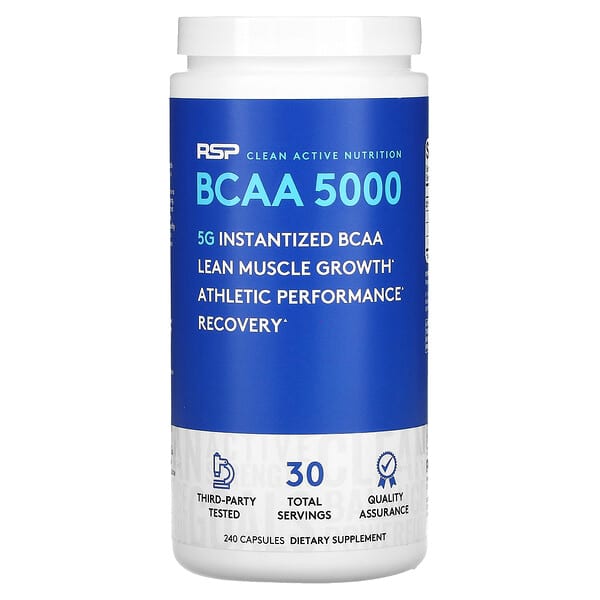 RSP CLEAN ACTIVE NUTRITION
BCAA 5000
5G INSTANTIZED BCAA
LEAN MUSCLE GROWTH^
ATHLETIC PERFORMANCE^
RECOVERY^
THIRD-PARTY
TESTED
30
TOTAL
SERVINGS
QUALITY
ASSURANCE
240 CAPSULES DIETARY SUPPLEMENT